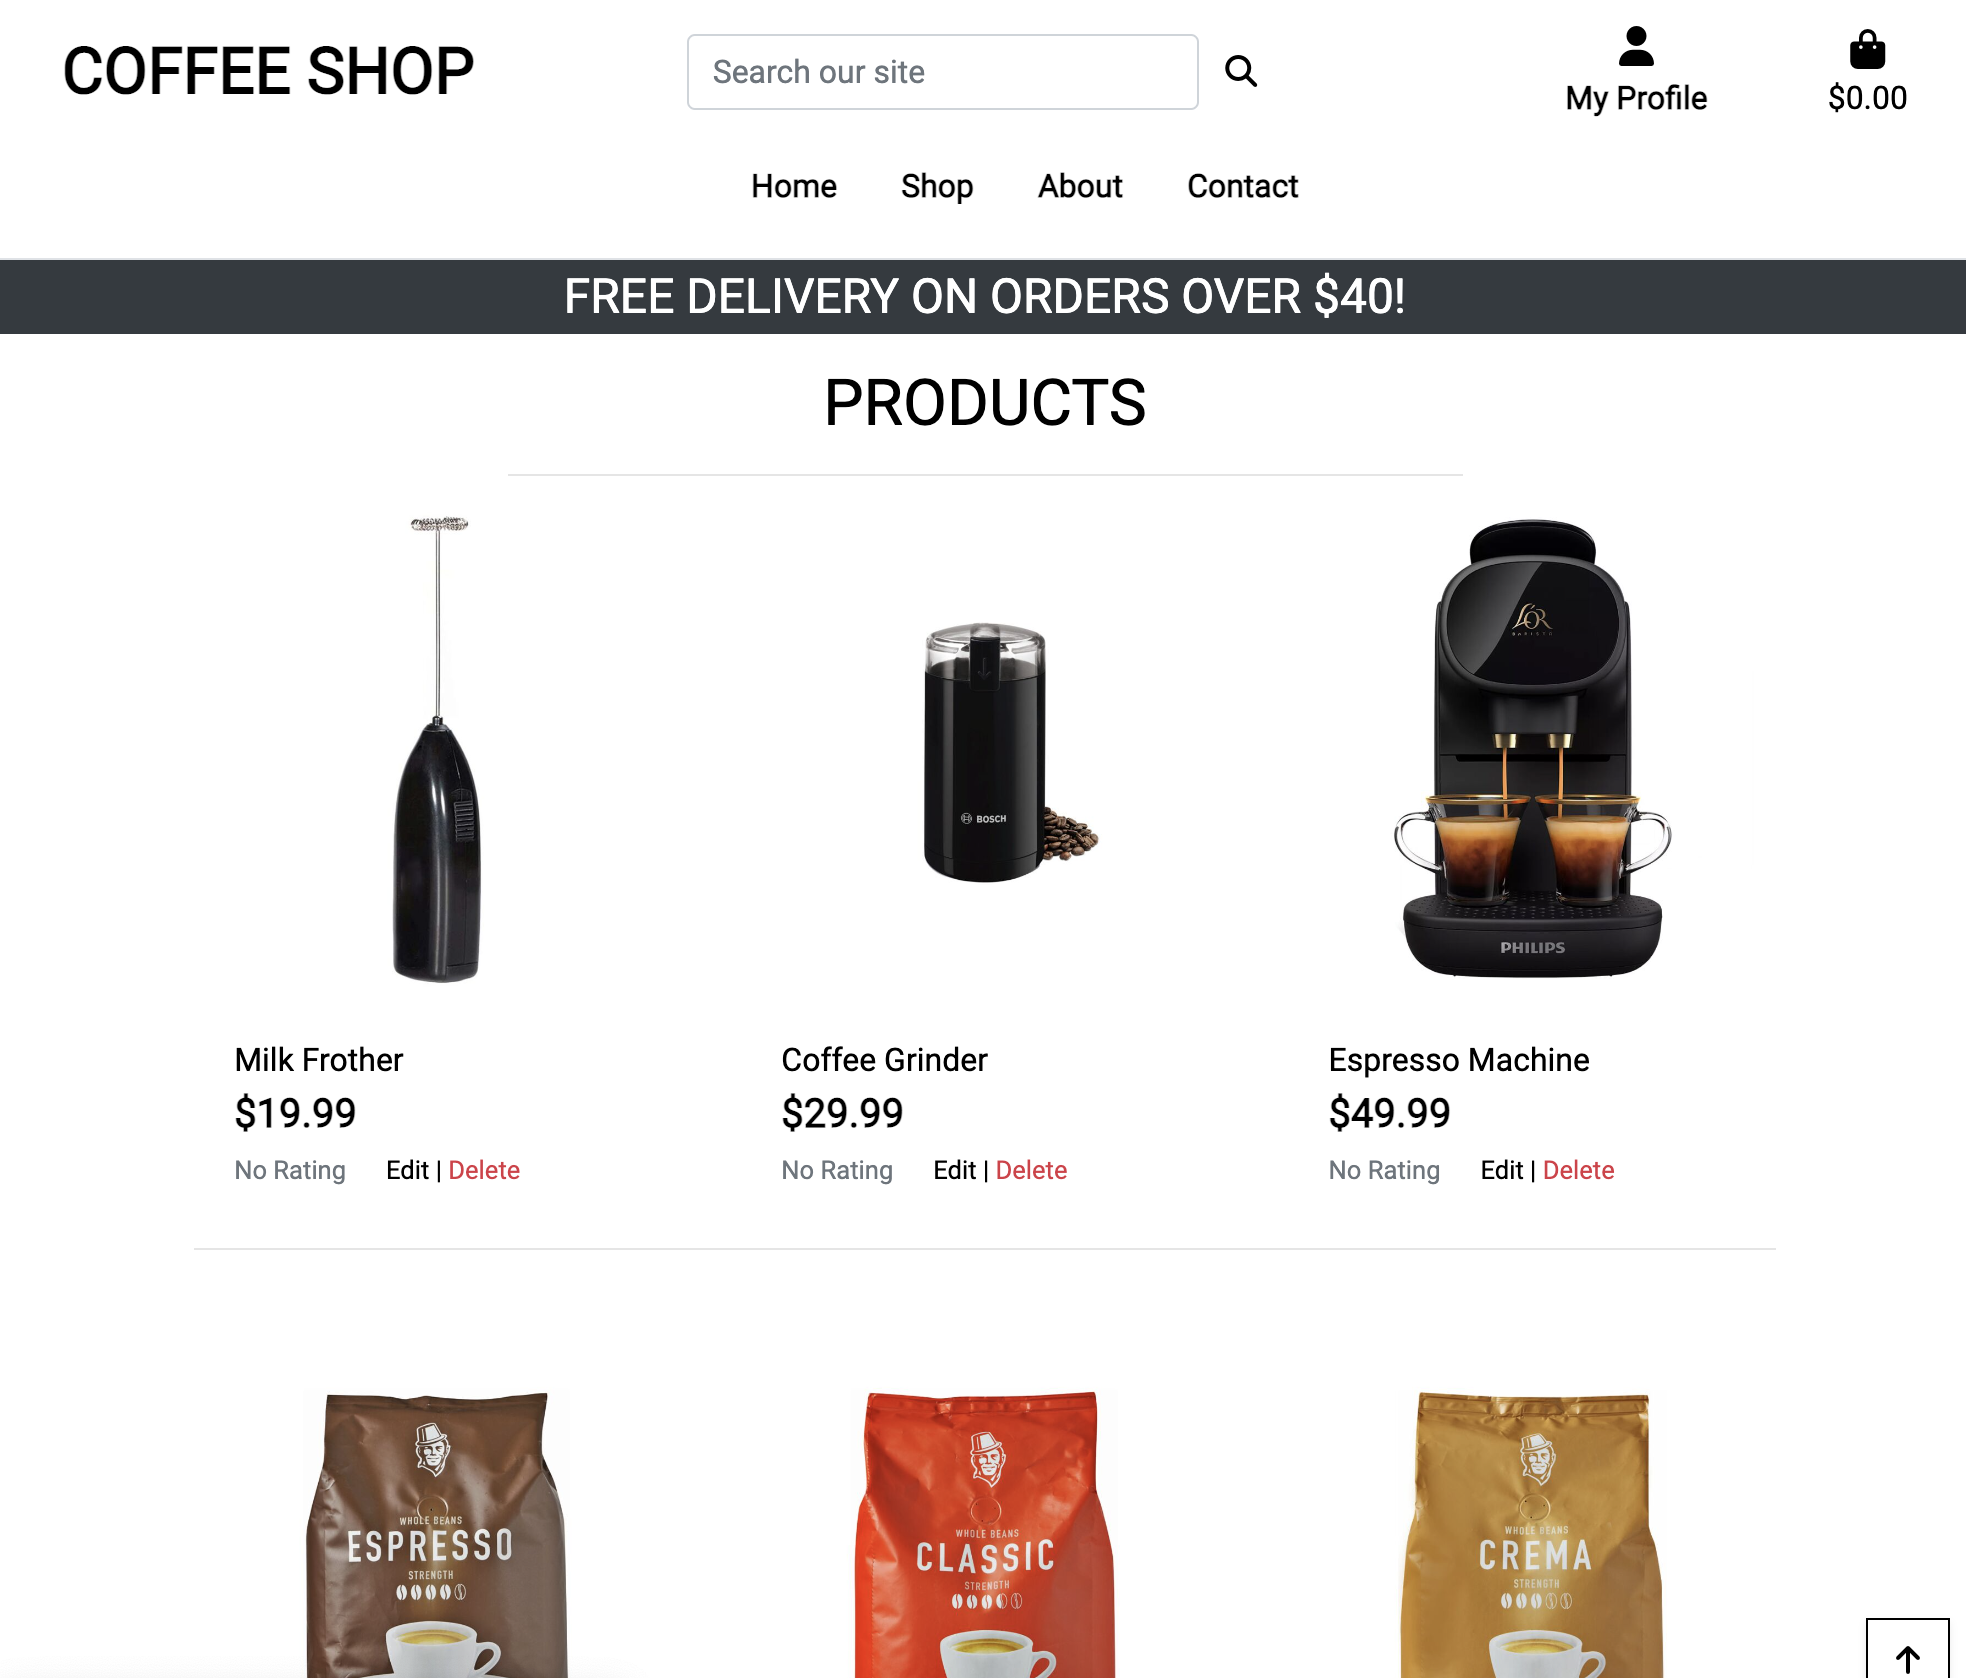 COFFEE SHOP
Search our site
My Profile
$0.00
Home Shop About Contact
FREE DELIVERY ON ORDERS OVER $40!
PRODUCTS
BOSCH
L'OR
BARISTA
PHILIPS
Milk Frother
$19.99
No Rating Edit | Delete
Coffee Grinder
$29.99
No Rating Edit | Delete
Espresso Machine
$49.99
No Rating Edit | Delete
WHOLE BEANS
ESPRESSO
STRENGTH
WHOLE BEANS
CLASSIC
STRENGTH
WHOLE BEANS
CREMA
STRENGTH